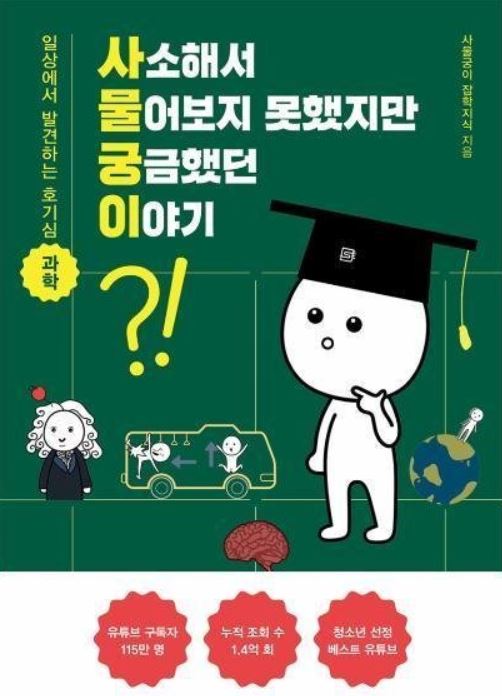 일상에서 발견하는 호기심
과학
사소해서
물어보지 못했지만
궁금했던
이야기
?!
사물궁이 잡학지식 지음
유튜브 구독자
115만 명
누적 조회 수
1.4억 회
청소년 선정
베스트 유튜브